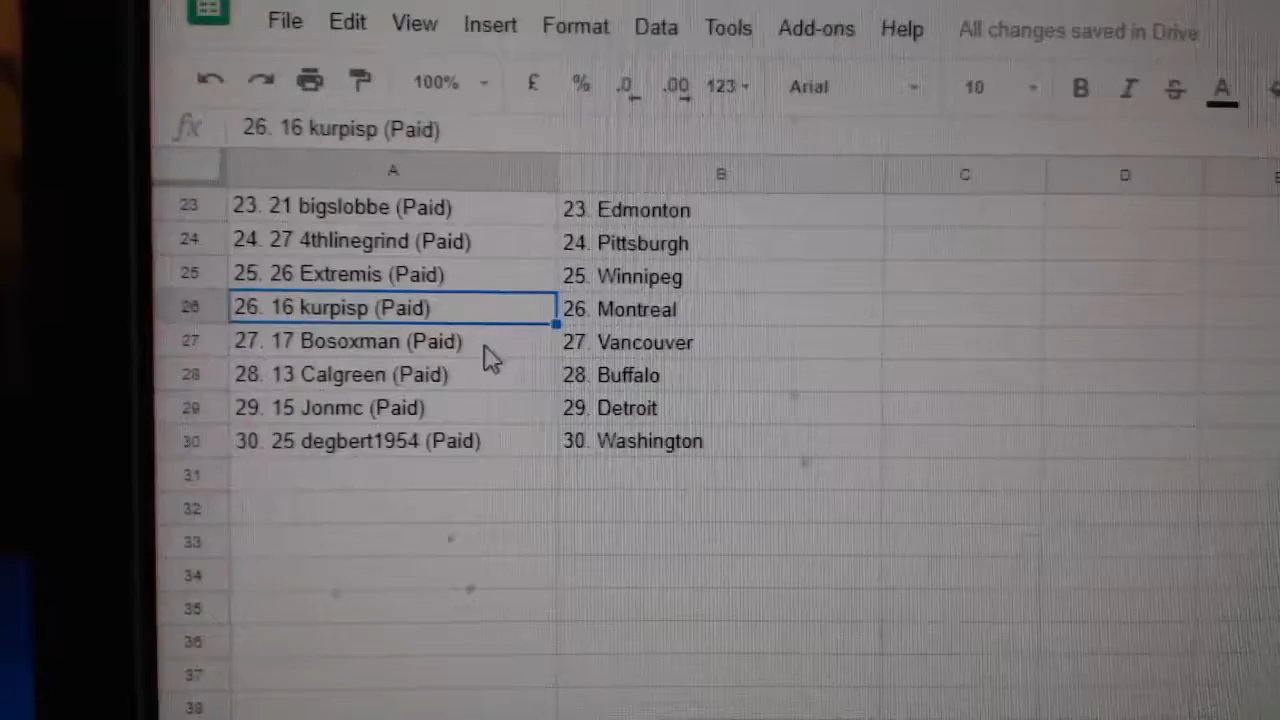 File Edit View Insert Format Data Tools Add-ons Help All changes saved in Drive
100% £ % .0 .00 123 Arial 10 B I S A
fx 26. 16 kurpisp (Paid)
A B C D E
23 23. 21 bigslobbe (Paid) 23. Edmonton
24 24. 27 4thlinegrind (Paid) 24. Pittsburgh
25 25. 26 Extremis (Paid) 25. Winnipeg
26 26. 16 kurpisp (Paid) 26. Montreal
27 27. 17 Bosoxman (Paid) 27. Vancouver
28 28. 13 Calgreen (Paid) 28. Buffalo
29 29. 15 Jonmc (Paid) 29. Detroit
30 30. 25 degbert1954 (Paid) 30. Washington
31
32
33
34
35
36
37
38